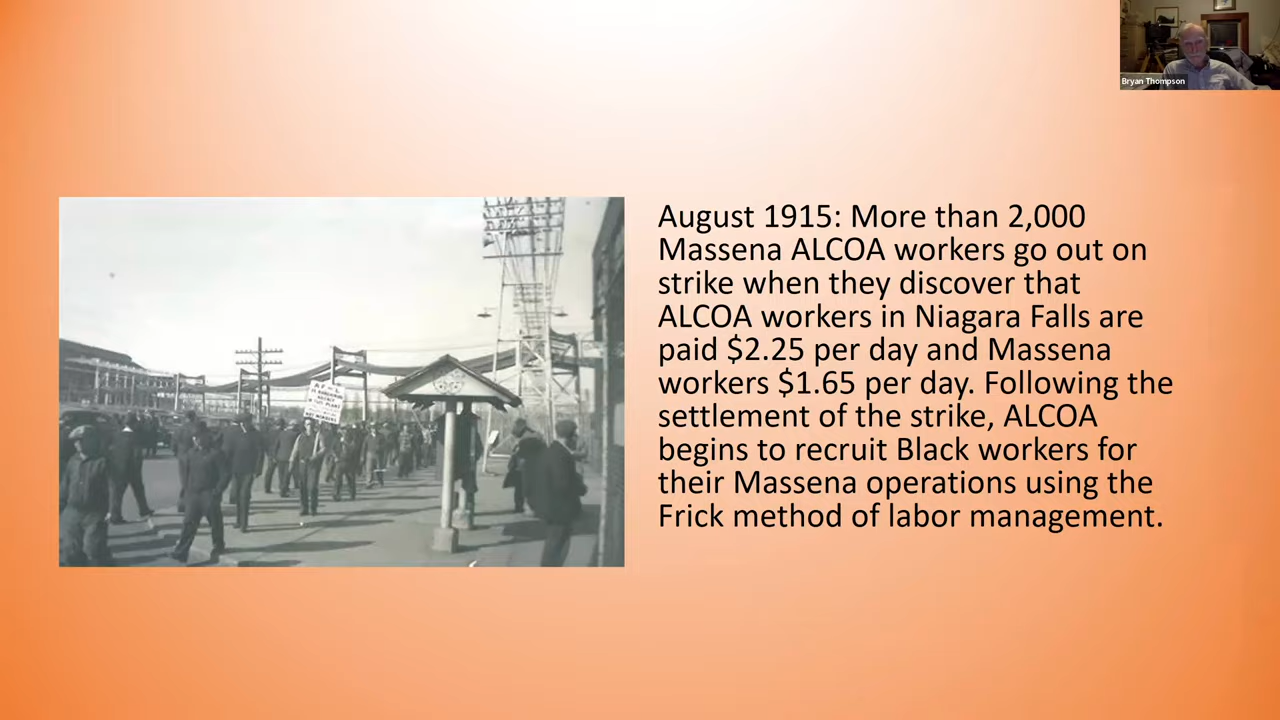 Bryan Thompson
August 1915: More than 2,000
Massena ALCOA workers go out on
strike when they discover that
ALCOA workers in Niagara Falls are
paid $2.25 per day and Massena
workers $1.65 per day. Following the
settlement of the strike, ALCOA
begins to recruit Black workers for
their Massena operations using the
Frick method of labor management.